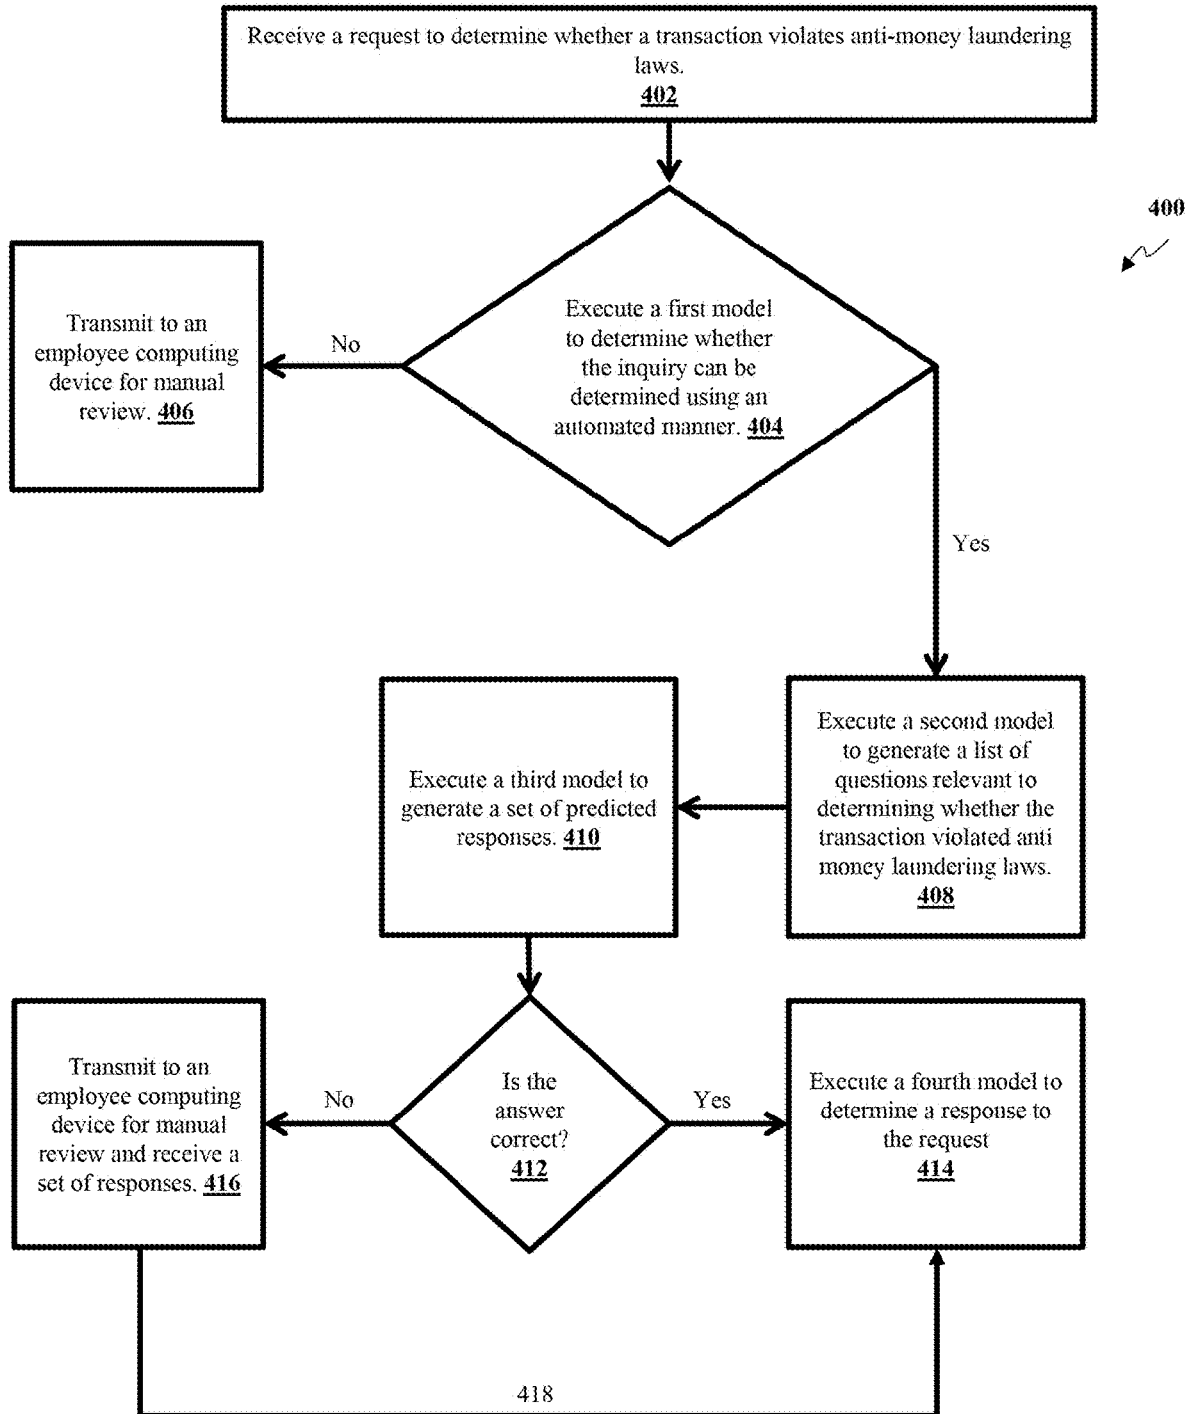 Receive a request to determine whether a transaction violates anti-money laundering
laws.
402
400
Execute a first model
to determine whether
the inquiry can be
determined using an
automated manner. 404
No
Transmit to an
employee computing
device for manual
review. 406
Yes
Execute a second model
to generate a list of
questions relevant to
determining whether the
transaction violated anti
money laundering laws.
408
Execute a third model to
generate a set of predicted
responses. 410
Is the
answer
correct?
412
No
Yes
Transmit to an
employee computing
device for manual
review and receive a
set of responses. 416
Execute a fourth model to
determine a response to
the request
414
418